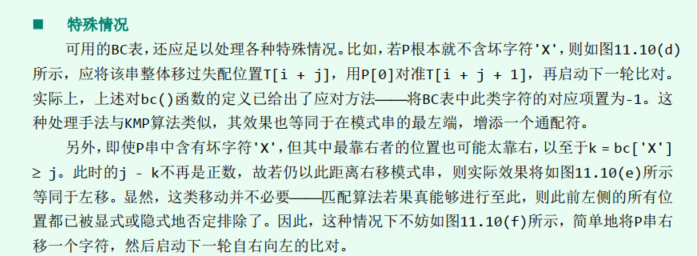 ■ 特殊情况
可用的BC表，还应足以处理各种特殊情况。比如，若P根本就不含坏字符'X'，则如图11.10(d)
所示，应将该串整体移过失配位置T[i + j]，用P[0]对准T[i + j + 1]，再启动下一轮比对。
实际上，上述对bc()函数的定义已给出了应对方法——将BC表中此类字符的对应项置为-1。这
种处理手法与KMP算法类似，其效果也等同于在模式串的最左端，增添一个通配符。
另外，即使P串中含有坏字符'X'，但其中最靠右者的位置也可能太靠右，以至于k = bc['X']
≥ j。此时的j - k不再是正数，故若仍以此距离右移模式串，则实际效果将如图11.10(e)所示
等同于左移。显然，这类移动并不必要——匹配算法若果真能够进行至此，则此前左侧的所有位
置都已被显式或隐式地否定排除了。因此，这种情况下不妨如图11.10(f)所示，简单地将P串右
移一个字符，然后启动下一轮自右向左的比对。